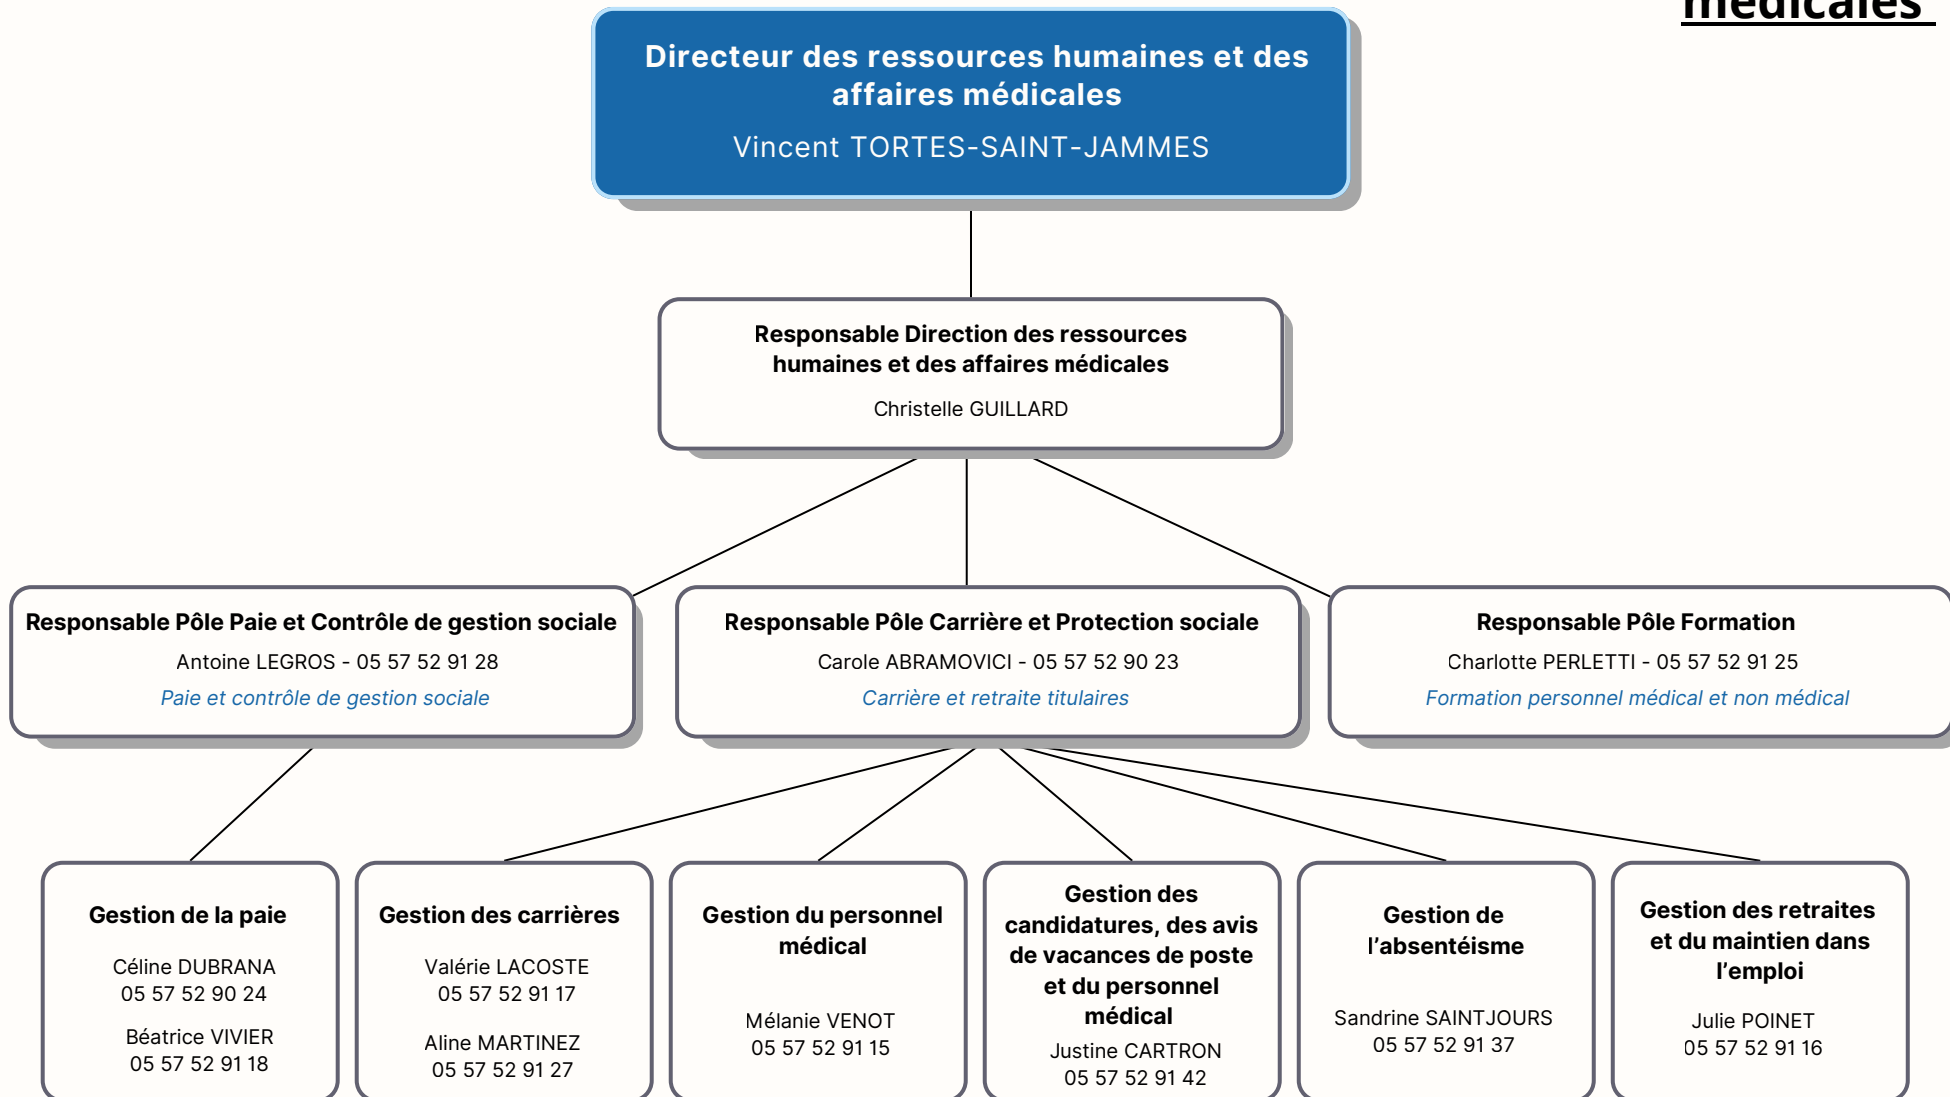 médicales
Directeur des ressources humaines et des
affaires médicales
Vincent TORTES-SAINT-JAMMES
Responsable Direction des ressources
humaines et des affaires médicales
Christelle GUILLARD
Responsable Pôle Paie et Contrôle de gestion sociale
Antoine LEGROS - 05 57 52 91 28
Paie et contrôle de gestion sociale
Responsable Pôle Carrière et Protection sociale
Carole ABRAMOVICI - 05 57 52 90 23
Carrière et retraite titulaires
Responsable Pôle Formation
Charlotte PERLETTI - 05 57 52 91 25
Formation personnel médical et non médical
Gestion de la paie
Céline DUBRANA
05 57 52 90 24
Béatrice VIVIER
05 57 52 91 18
Gestion des carrières
Valérie LACOSTE
05 57 52 91 17
Aline MARTINEZ
05 57 52 91 27
Gestion du personnel
médical
Mélanie VENOT
05 57 52 91 15
Gestion des
candidatures, des avis
de vacances de poste
et du personnel
médical
Justine CARTRON
05 57 52 91 42
Gestion de
l’absentéisme
Sandrine SAINTJOURS
05 57 52 91 37
Gestion des retraites
et du maintien dans
l’emploi
Julie POINET
05 57 52 91 16